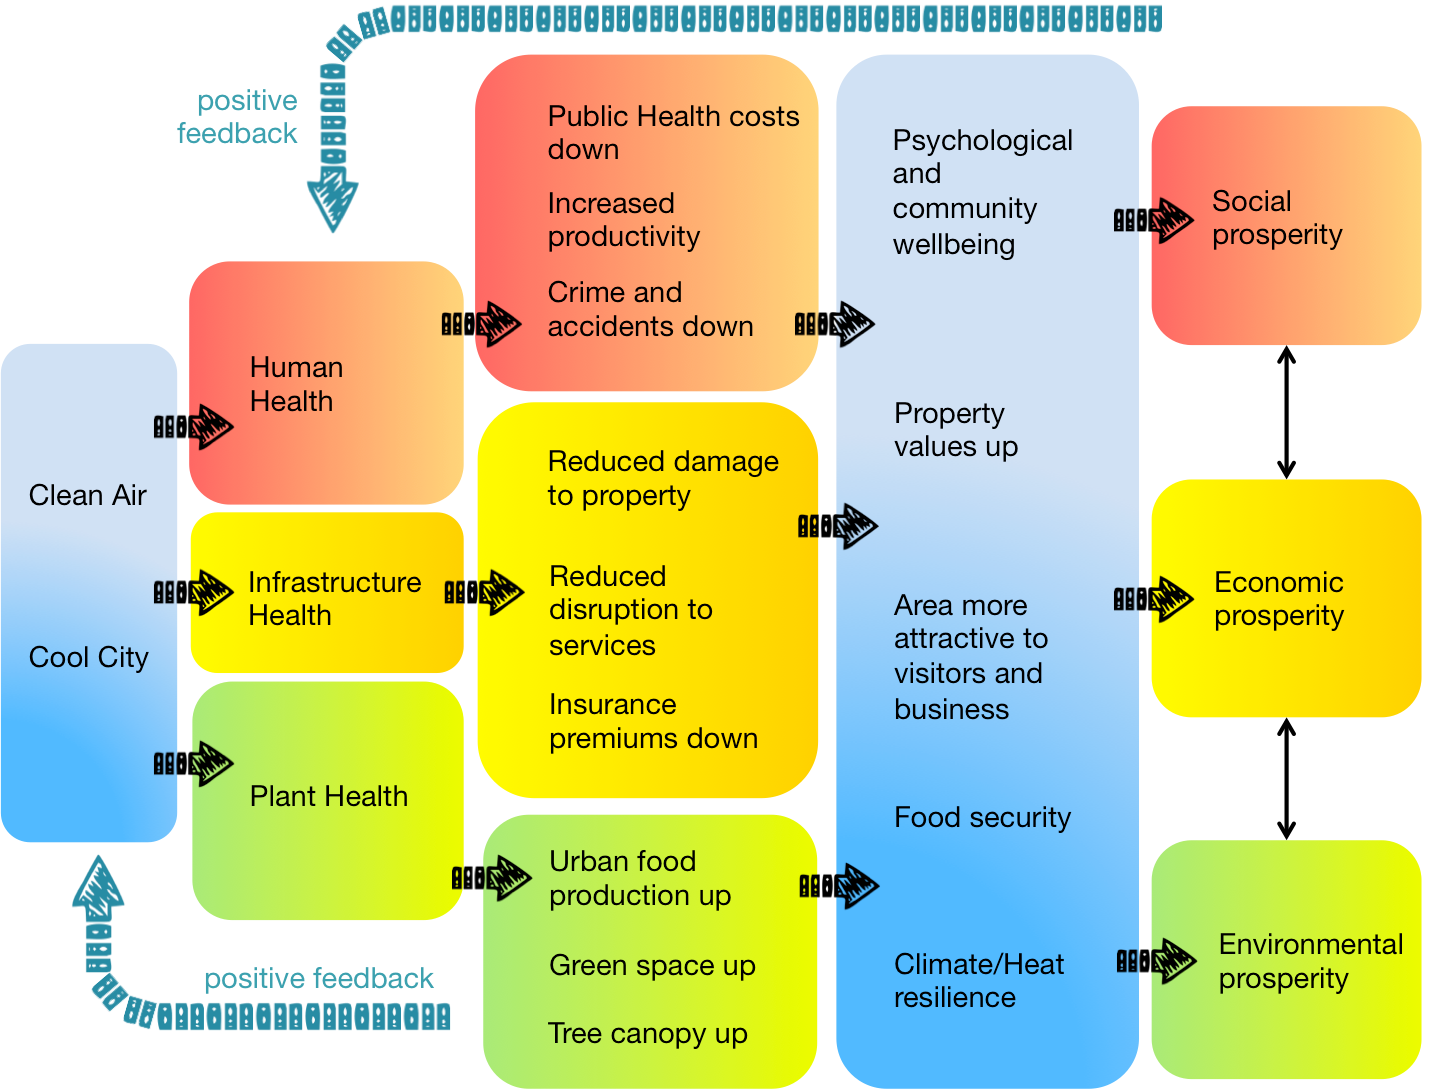 positive
feedback
Clean Air
Cool City
Human
Health
Infrastructure
Health
Plant Health
Public Health costs
down
Increased
productivity
Crime and
accidents down
Reduced damage
to property
Reduced
disruption to
services
Insurance
premiums down
Urban food
production up
Green space up
Tree canopy up
Psychological
and
community
wellbeing
Property
values up
Area more
attractive to
visitors and
business
Food security
Climate/Heat
resilience
Social
prosperity
Economic
prosperity
Environmental
prosperity
positive feedback